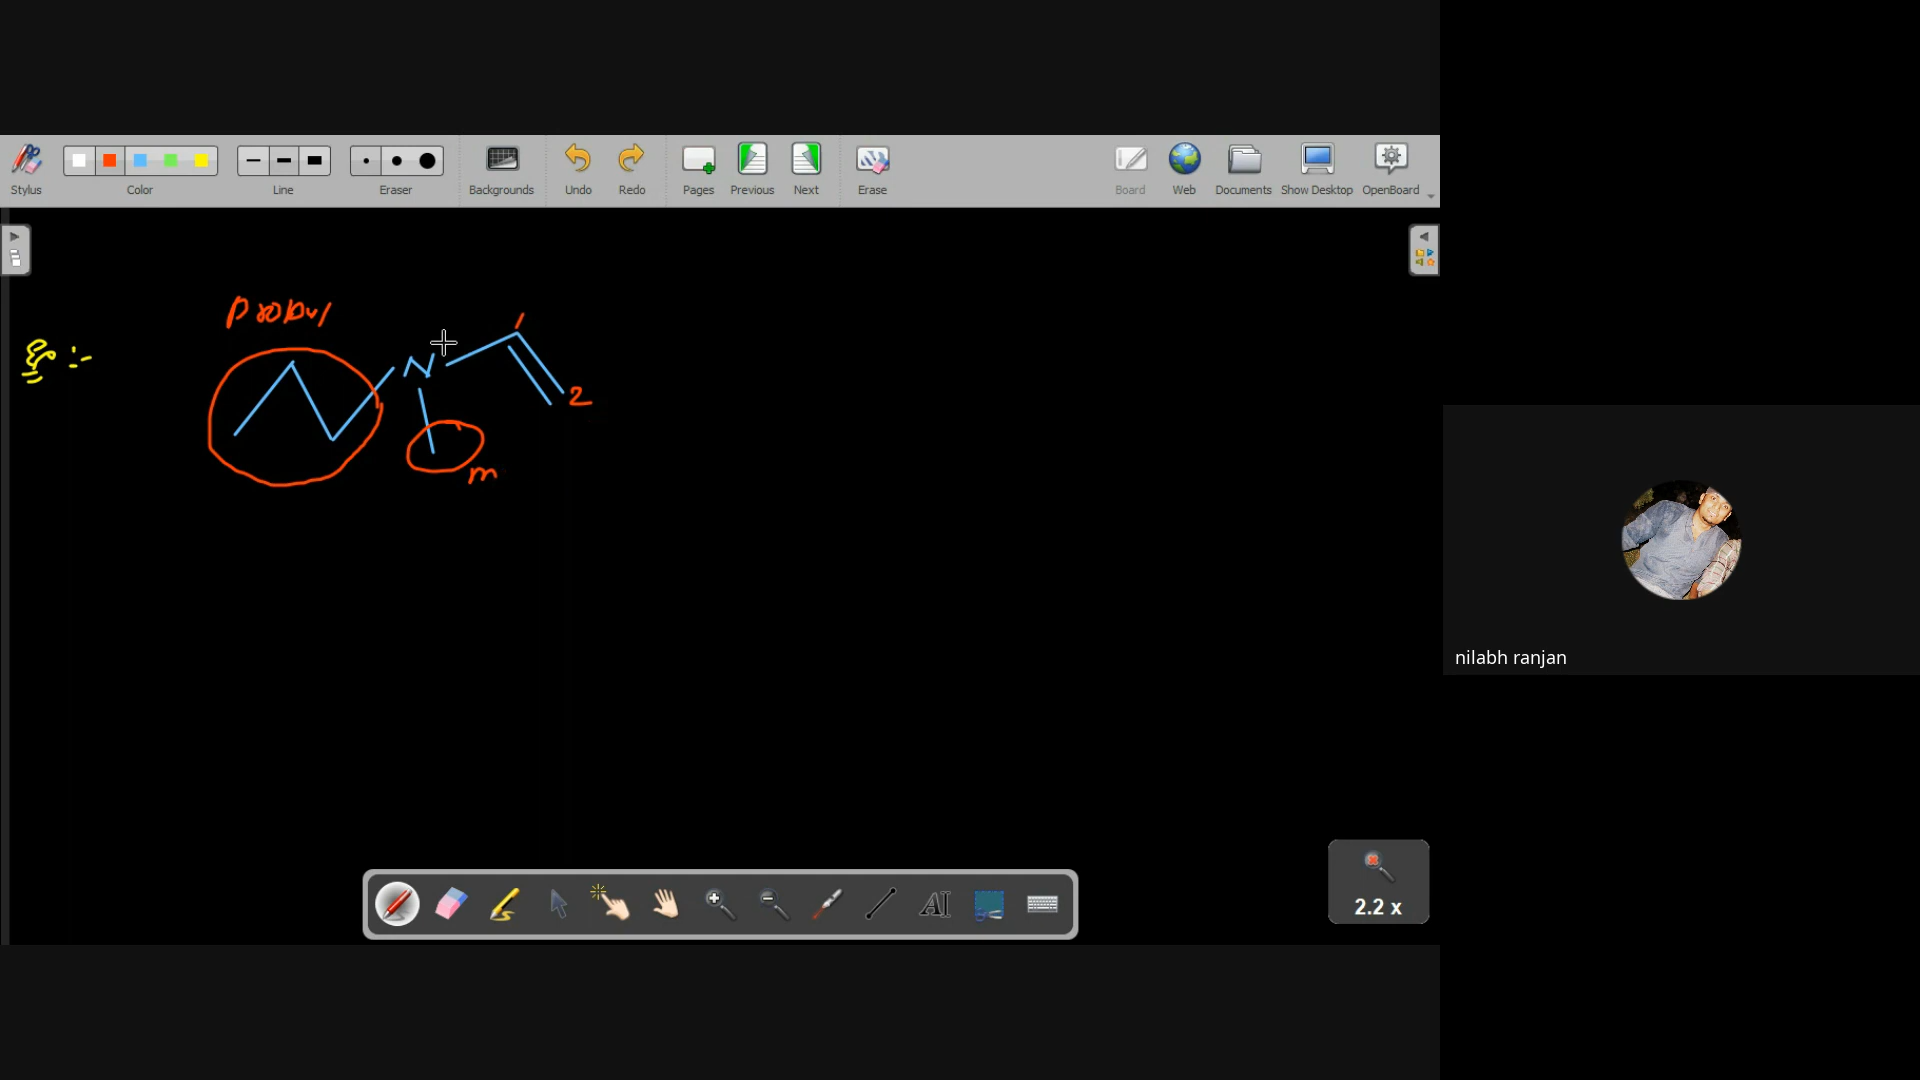 Stylus
Color
Line
Eraser
Backgrounds
Undo
Redo
Pages
Previous
Next
Erase
Board
Web
Documents
Show Desktop
OpenBoard
propyl
N
1
2
m
AI
2.2 x
nilabh ranjan